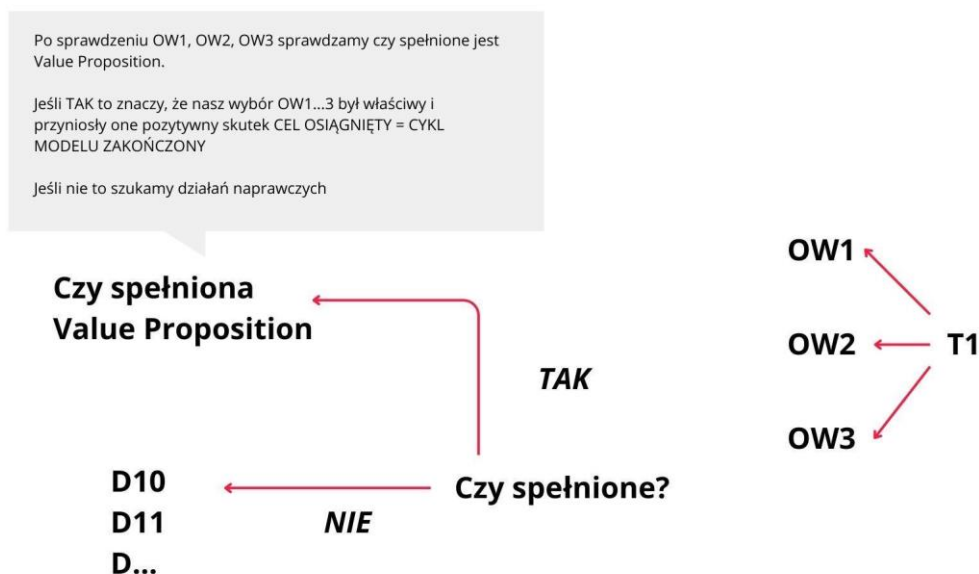 Po sprawdzeniu OW1, OW2, OW3 sprawdzamy czy spełnione jest
Value Proposition.
Jeśli TAK to znaczy, że nasz wybór OW1...3 był właściwy i
przyniosły one pozytywny skutek CEL OSIĄGNIĘTY = CYKL
MODELU ZAKOŃCZONY
Jeśli nie to szukamy działań naprawczych
Czy spełniona
Value Proposition
OW1
OW2
T1
OW3
TAK
Czy spełnione?
NIE
D10
D11
D...